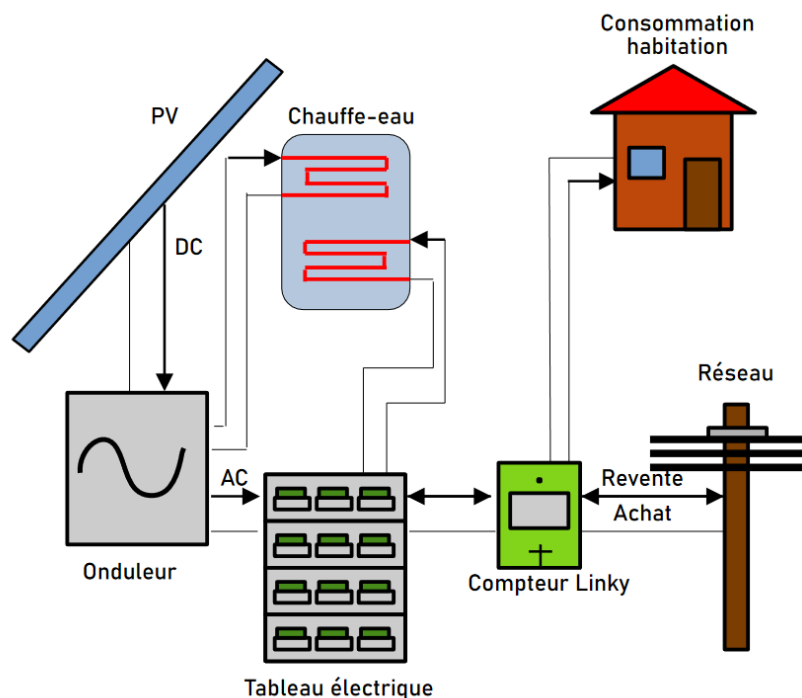 Consommation
habitation
PV
Chauffe-eau
DC
Réseau
AC
Revente
Achat
Onduleur
Compteur Linky
Tableau électrique